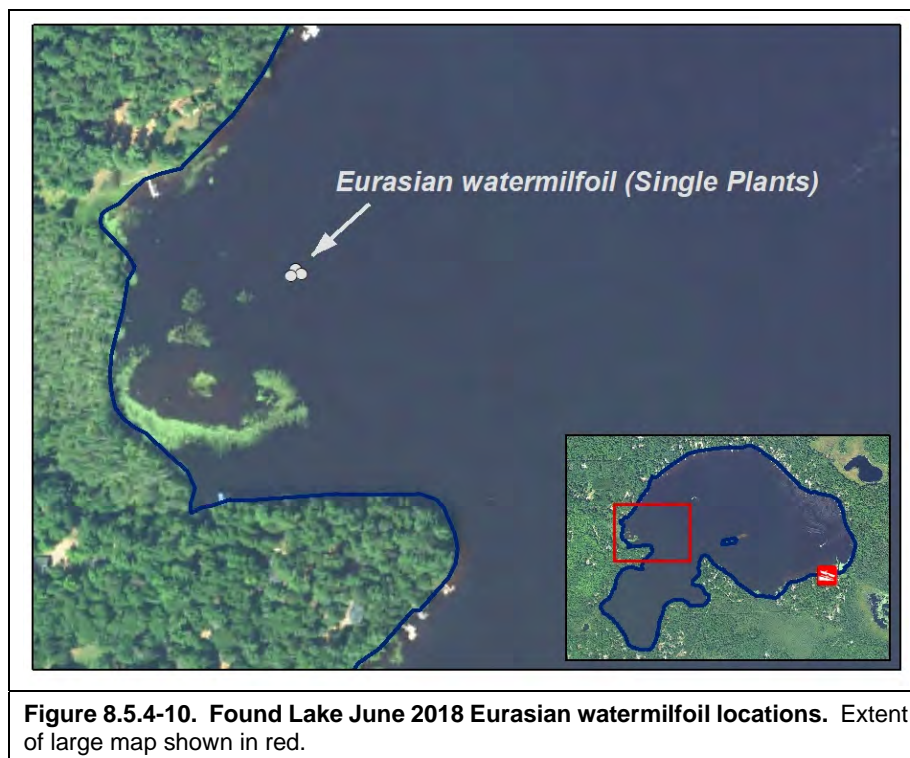 Eurasian watermilfoil (Single Plants)
Figure 8.5.4-10. Found Lake June 2018 Eurasian watermilfoil locations. Extent
of large map shown in red.